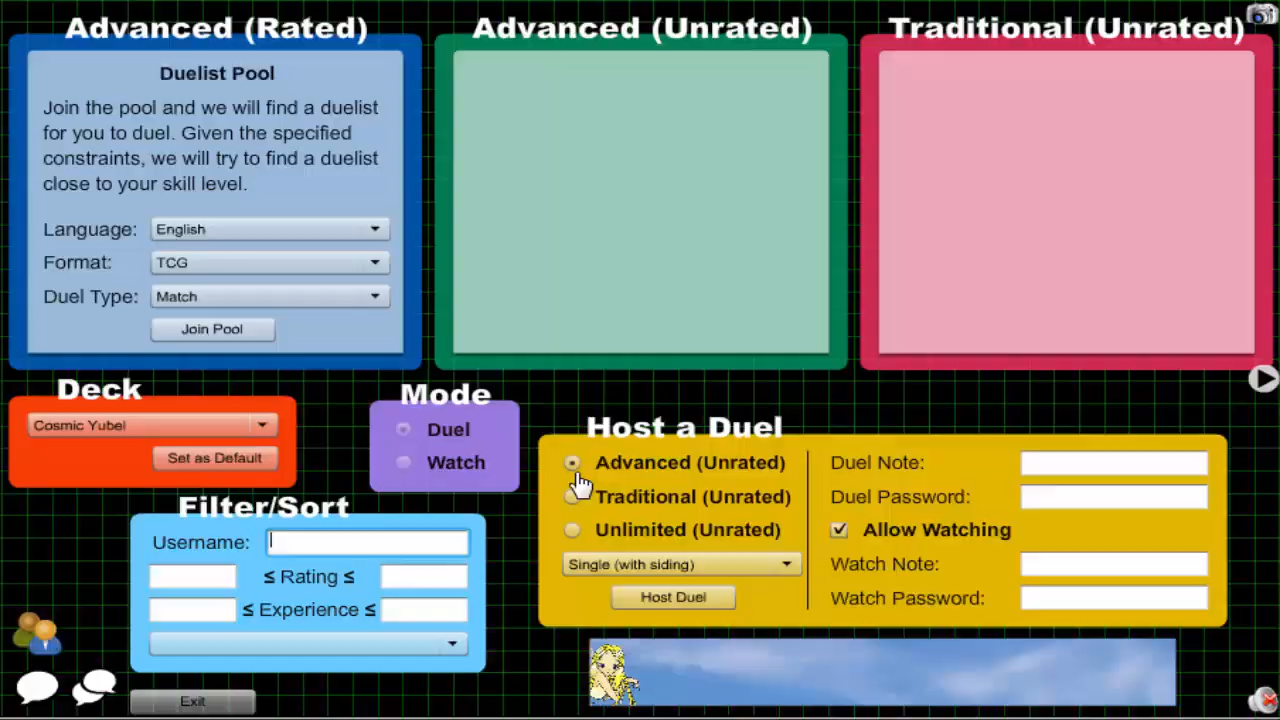 Advanced (Rated)
Duelist Pool
Join the pool and we will find a duelist
for you to duel. Given the specified
constraints, we will try to find a duelist
close to your skill level.
Language: English
Format: TCG
Duel Type: Match
Join Pool
Advanced (Unrated)
Traditional (Unrated)
Deck
Cosmic Yubel
Set as Default
Mode
Duel
Watch
Filter/Sort
Username:
≤ Rating ≤
≤ Experience ≤
Exit
Host a Duel
Advanced (Unrated)
Traditional (Unrated)
Unlimited (Unrated)
Single (with siding)
Host Duel
Duel Note:
Duel Password:
Allow Watching
Watch Note:
Watch Password: